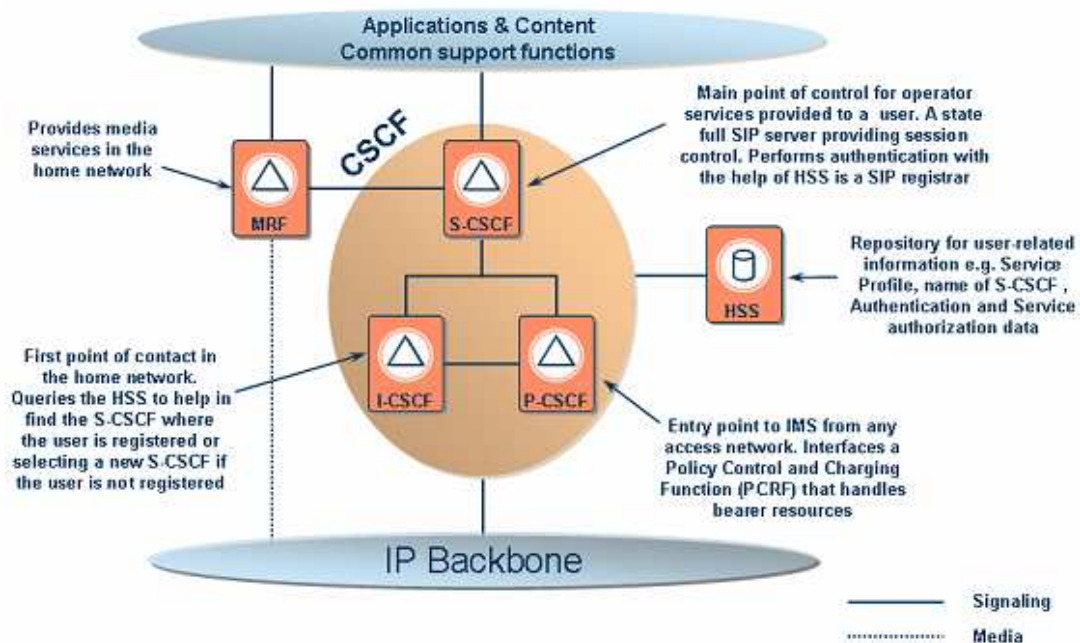 Applications & Content
Common support functions
Provides media
services in the
home network
CSCF
Main point of control for operator
services provided to a user. A state
full SIP server providing session
control. Performs authentication with
the help of HSS is a SIP registrar
MRF
S-CSCF
HSS
Repository for user-related
information e.g. Service
Profile, name of S-CSCF ,
Authentication and Service
authorization data
First point of contact in
the home network.
Queries the HSS to help in
find the S-CSCF where
the user is registered or
selecting a new S-CSCF if
the user is not registered
I-CSCF
P-CSCF
Entry point to IMS from any
access network. Interfaces a
Policy Control and Charging
Function (PCRF) that handles
bearer resources
IP Backbone
Signaling
Media